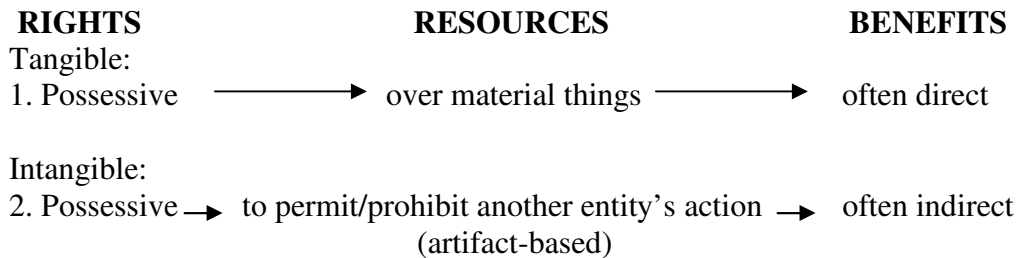 RIGHTS RESOURCES BENEFITS
Tangible:
1. Possessive over material things often direct
Intangible:
2. Possessive to permit/prohibit another entity's action often indirect
(artifact-based)